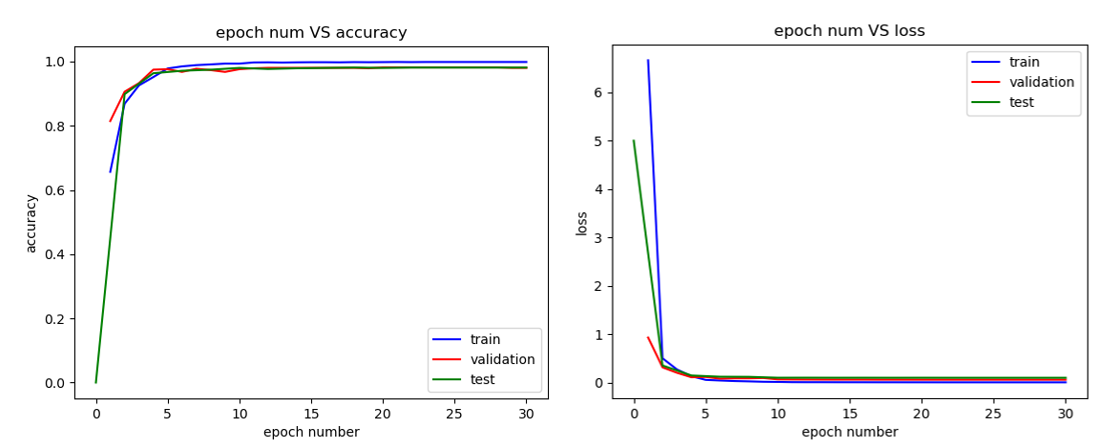 epoch num VS accuracy
1.0
0.8
0.6
0.4
0.2
0.0
accuracy
train
validation
test
0 5 10 15 20 25 30
epoch number
epoch num VS loss
6
5
4
3
2
1
0
loss
train
validation
test
0 5 10 15 20 25 30
epoch number